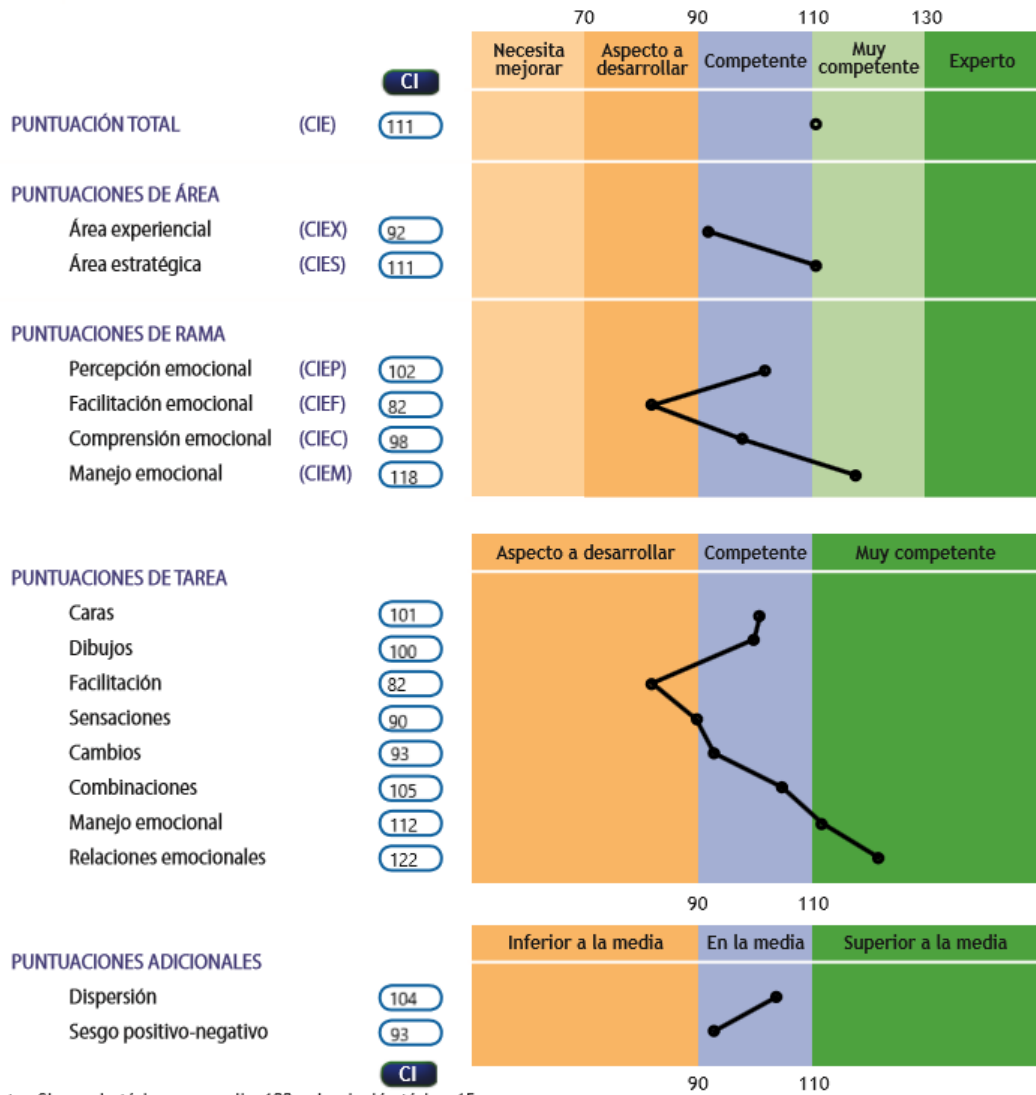 70 90 110 130
Necesita mejorar
Aspecto a desarrollar
Competente
Muy competente
Experto
CI
PUNTUACIÓN TOTAL (CIE) 111
PUNTUACIONES DE ÁREA
Área experiencial (CIEX) 92
Área estratégica (CIES) 111
PUNTUACIONES DE RAMA
Percepción emocional (CIEP) 102
Facilitación emocional (CIEF) 82
Comprensión emocional (CIEC) 98
Manejo emocional (CIEM) 118
Aspecto a desarrollar Competente Muy competente
PUNTUACIONES DE TAREA
Caras 101
Dibujos 100
Facilitación 82
Sensaciones 90
Cambios 93
Combinaciones 105
Manejo emocional 112
Relaciones emocionales 122
90 110
Inferior a la media En la media Superior a la media
PUNTUACIONES ADICIONALES
Dispersión 104
Sesgo positivo-negativo 93
CI
90 110